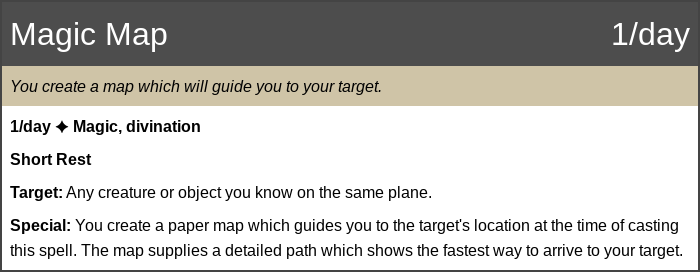 Magic Map 1/day
You create a map which will guide you to your target.
1/day ✦ Magic, divination
Short Rest
Target: Any creature or object you know on the same plane.
Special: You create a paper map which guides you to the target's location at the time of casting
this spell. The map supplies a detailed path which shows the fastest way to arrive to your target.